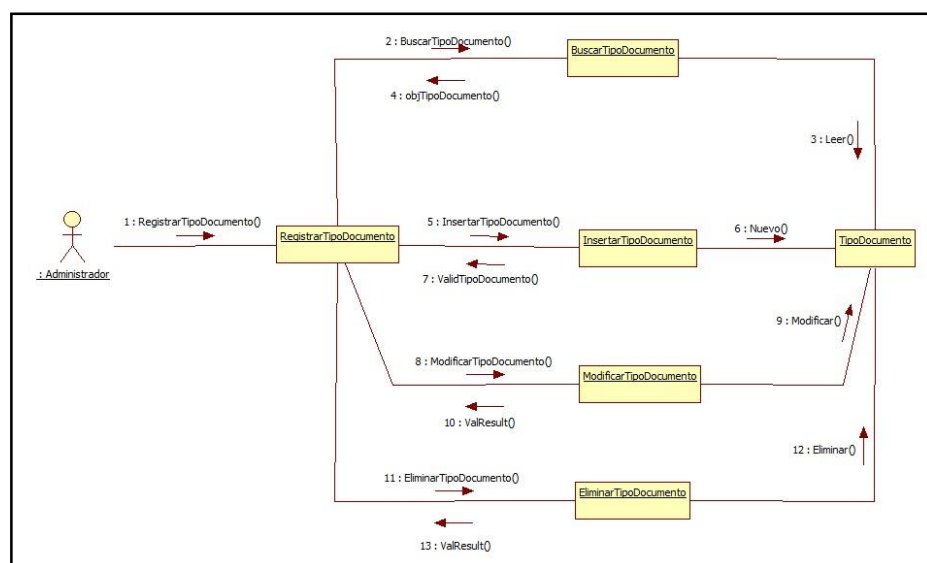 2 : BuscarTipoDocumento()
BuscarTipoDocumento
4 : objTipoDocumento()
3 : Leer()
1 : RegistrarTipoDocumento()
5 : InsertarTipoDocumento()
6 : Nuevo()
RegistrarTipoDocumento
InsertarTipoDocumento
TipoDocumento
: Administrador
7 : ValidTipoDocumento()
9 : Modificar()
8 : ModificarTipoDocumento()
ModificarTipoDocumento
10 : ValResult()
12 : Eliminar()
11 : EliminarTipoDocumento()
EliminarTipoDocumento
13 : ValResult()